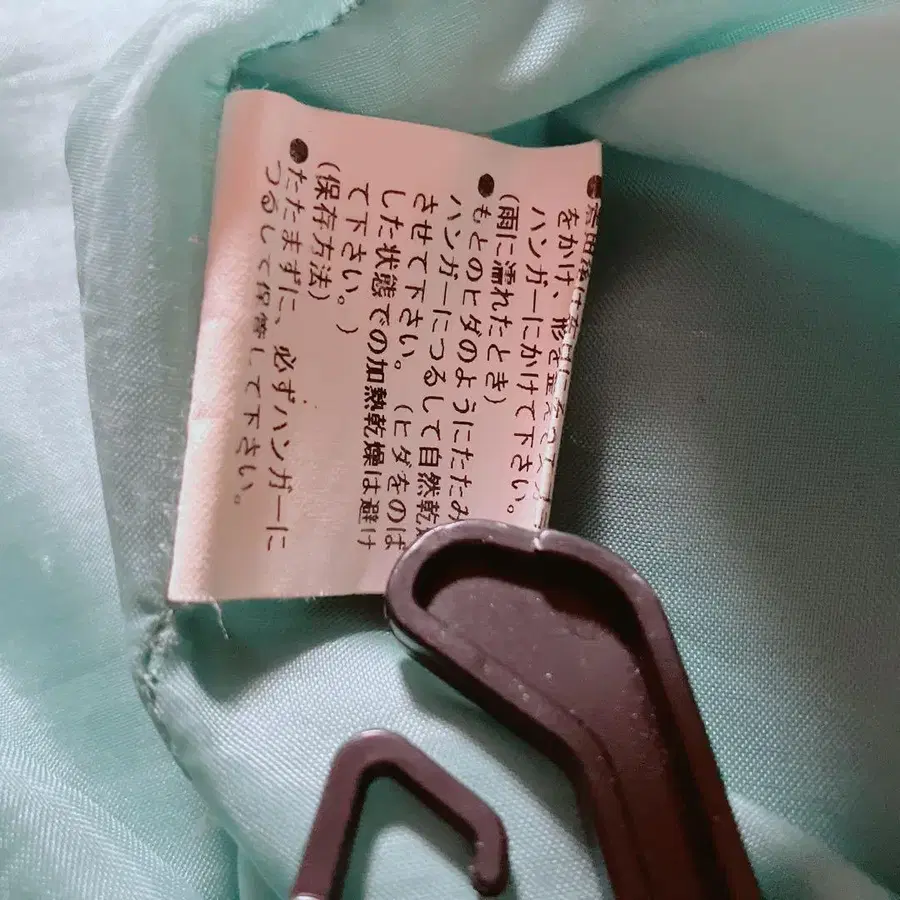 をかけ、形を整えて
ハンガーにかけて下さい。
(雨に濡れたとき)
●もとのヒダのようにたたみ
ハンガーにつるして自然乾
させて下さい。(ヒダをのば
した状態での加熱乾燥は避け
て下さい。)
(保存方法)
●たたまずに、必ずハンガーに
つるして保管して下さい。